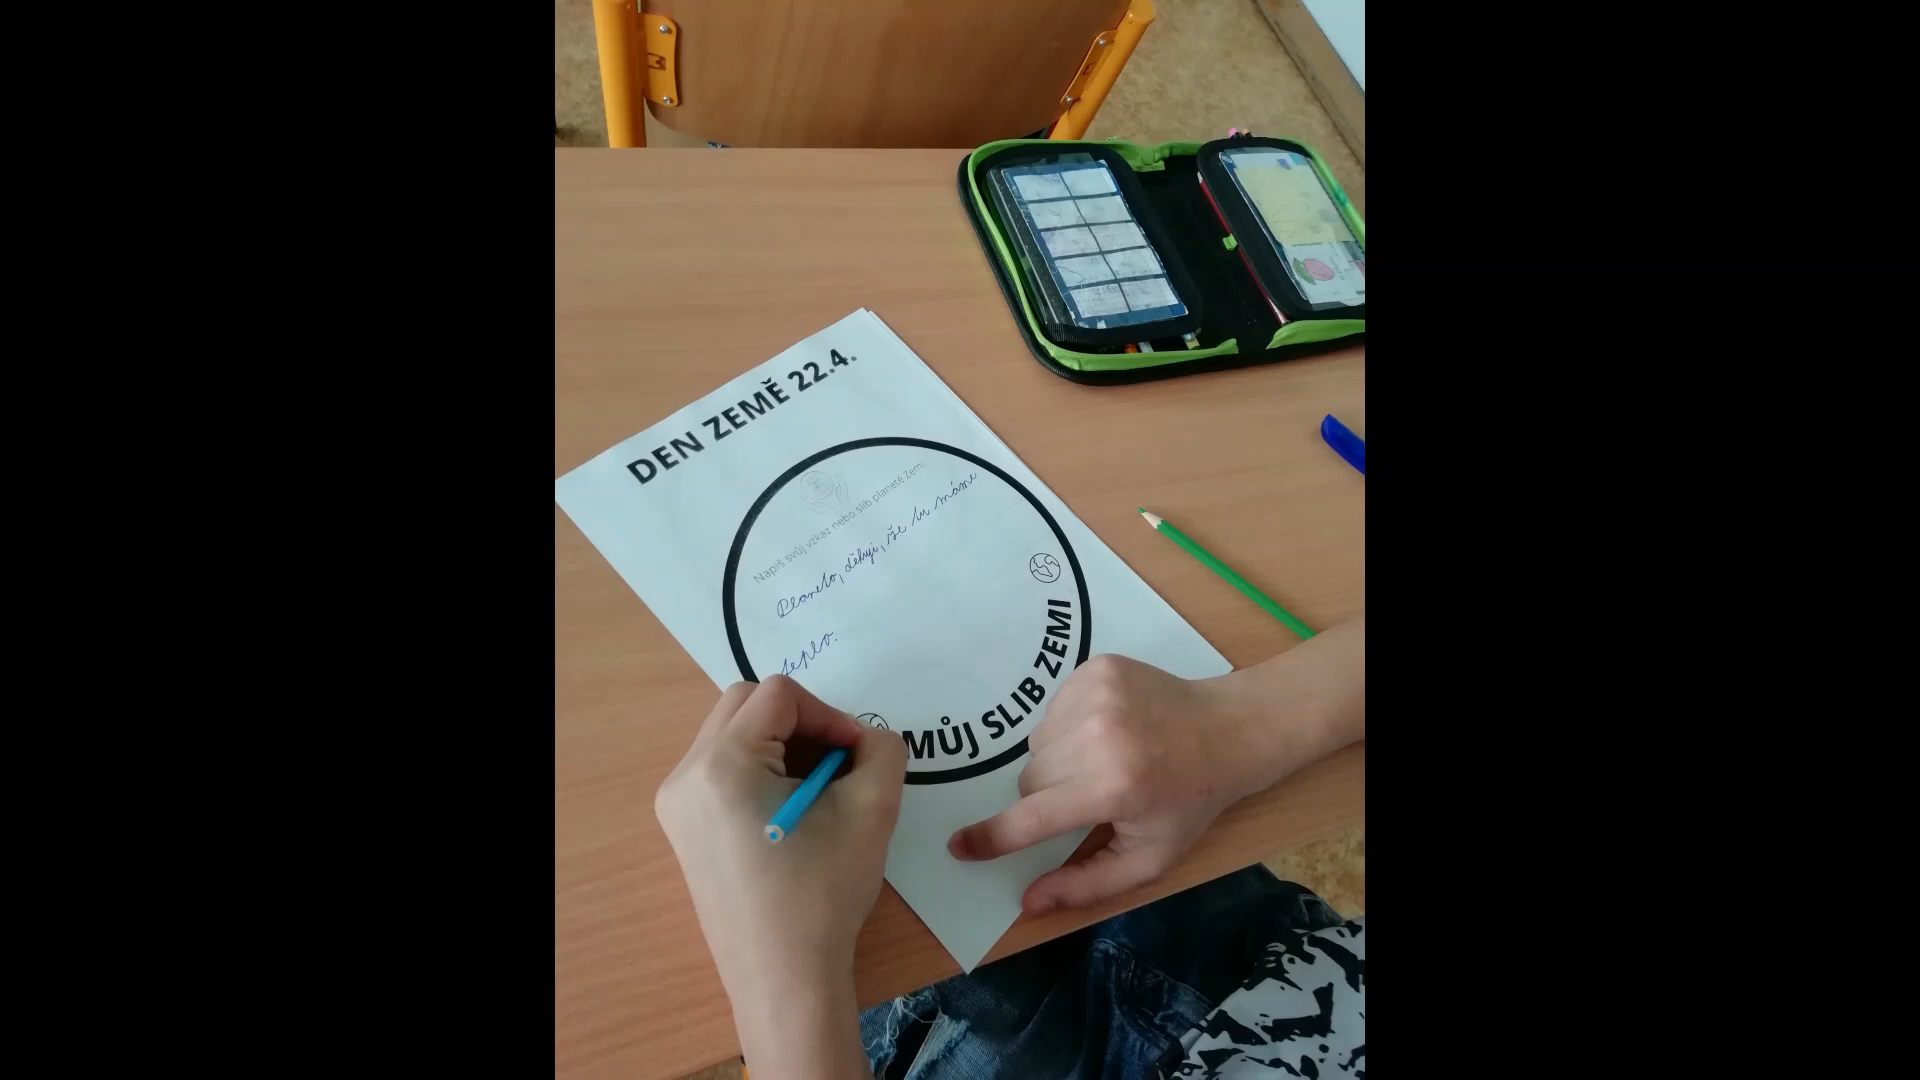 DEN ZEMĚ 22.4.
Napiš svůj vzkaz nebo slib planetě Zemi.
Planeto, děkuji, že tu máme
teplo.
MŮJ SLIB ZEMI